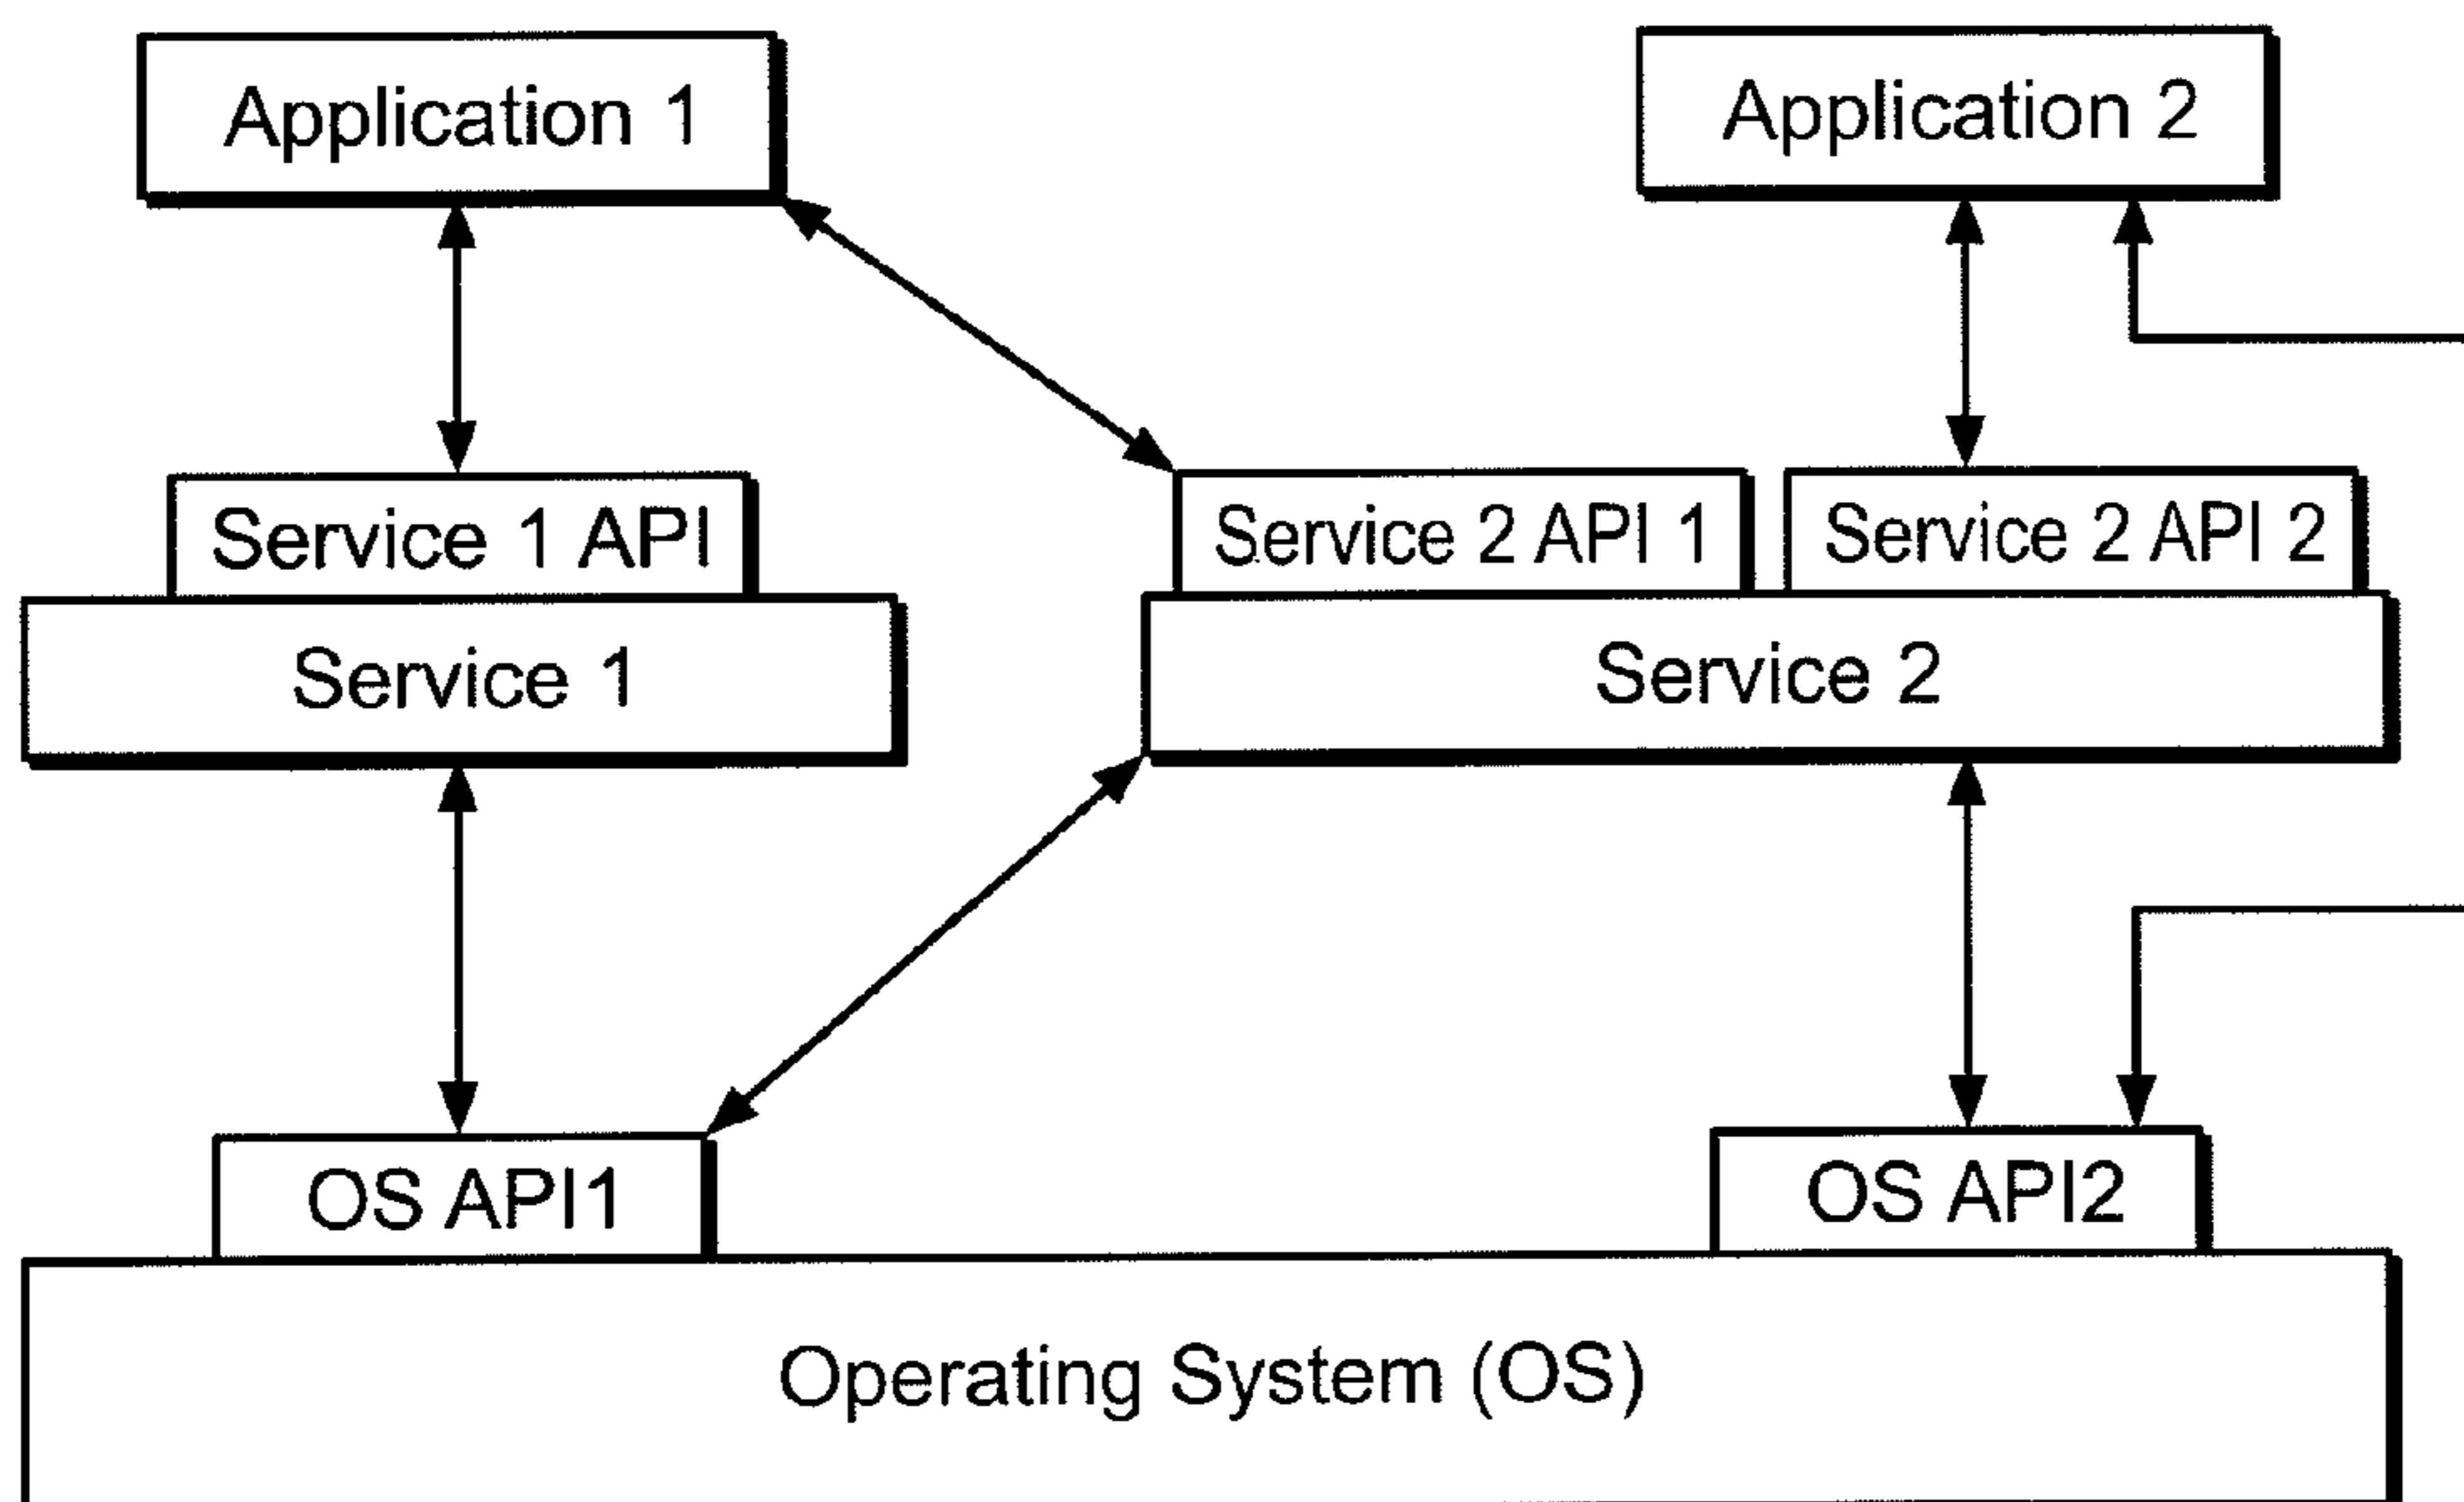 Application 1
Application 2
Service 1 API
Service 2 API 1
Service 2 API 2
Service 1
Service 2
OS API1
OS API2
Operating System (OS)